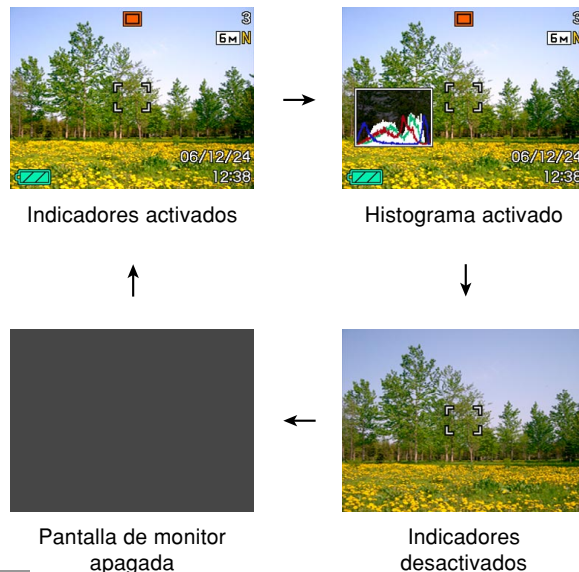 3
6M N
06/12/24
12:38
Indicadores activados
3
6M N
06/12/24
12:38
Histograma activado
Pantalla de monitor
apagada
Indicadores
desactivados